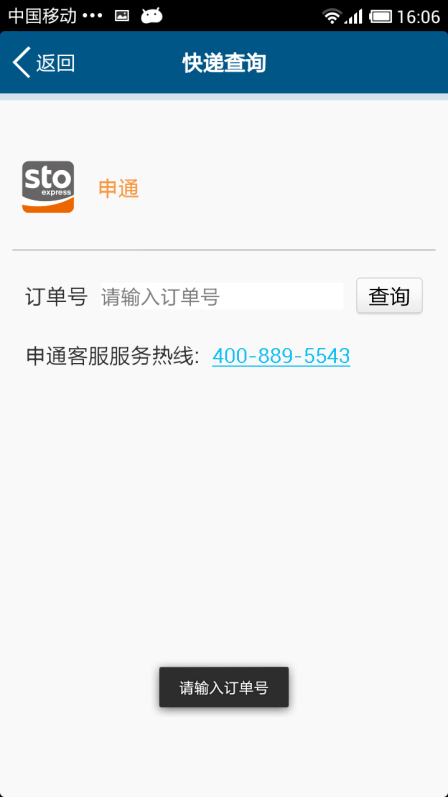 中国移动 ••• 16:06
返回 快递查询
sto
express
申通
订单号 请输入订单号 查询
申通客服服务热线: 400-889-5543
请输入订单号